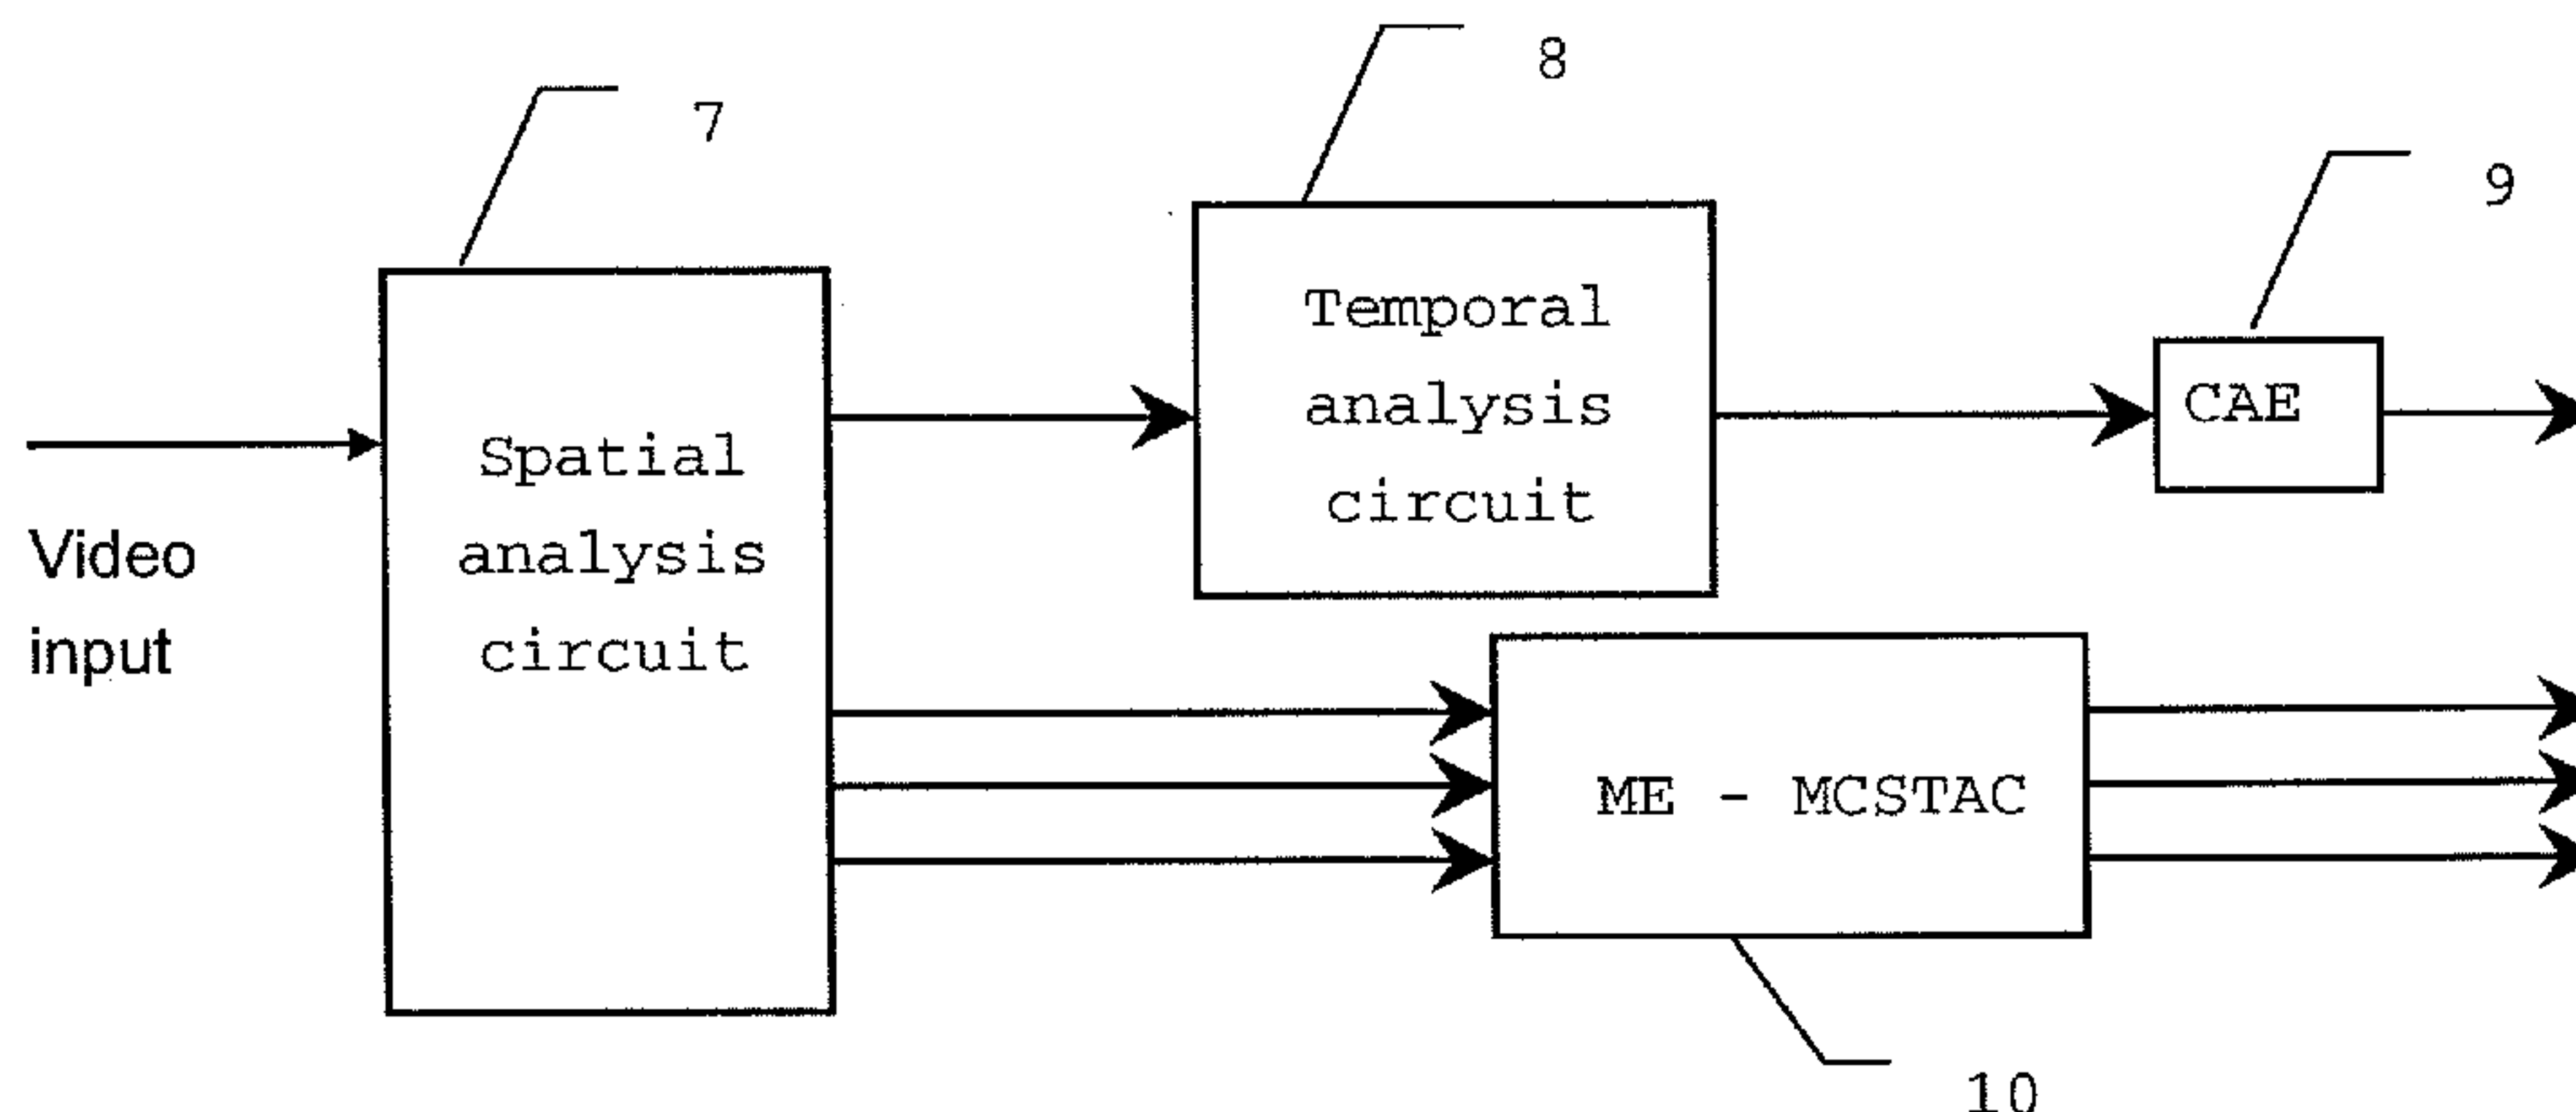 8
7
9
Temporal
analysis
circuit
CAE
Spatial
analysis
circuit
Video
input
ME - MCSTAC
10